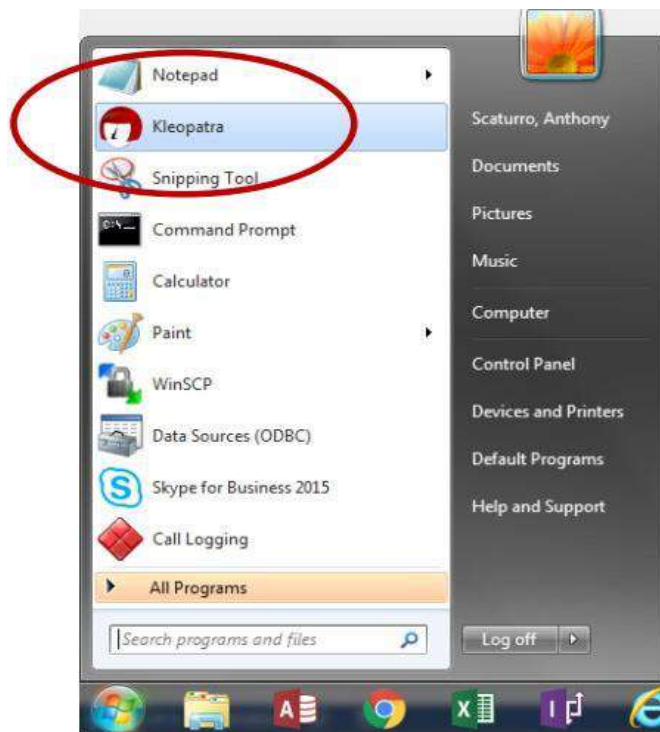 Notepad
Kleopatra
Snipping Tool
Command Prompt
Calculator
Paint
WinSCP
Data Sources (ODBC)
Skype for Business 2015
Call Logging
All Programs
Search programs and files
Scaturro, Anthony
Documents
Pictures
Music
Computer
Control Panel
Devices and Printers
Default Programs
Help and Support
Log off